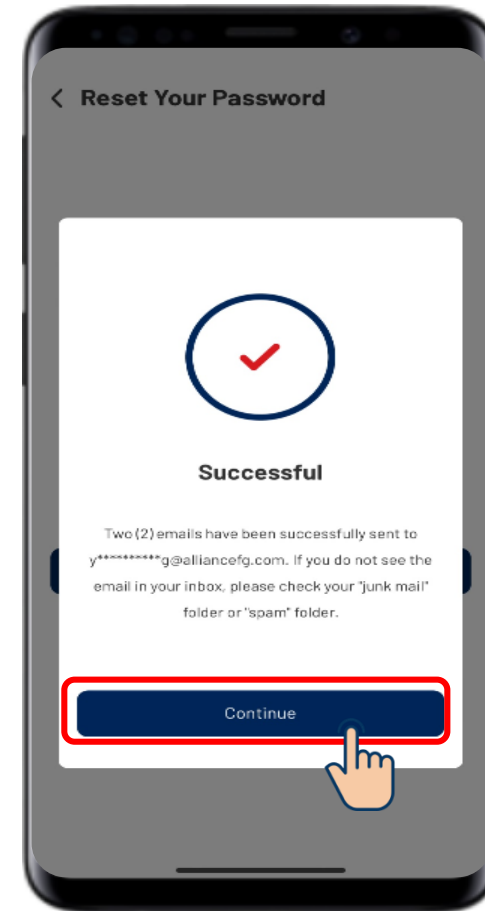 Reset Your Password
Successful
Two (2) emails have been successfully sent to
y**********g@alliancefg.com. If you do not see the
email in your inbox, please check your "junk mail"
folder or "spam" folder.
Continue